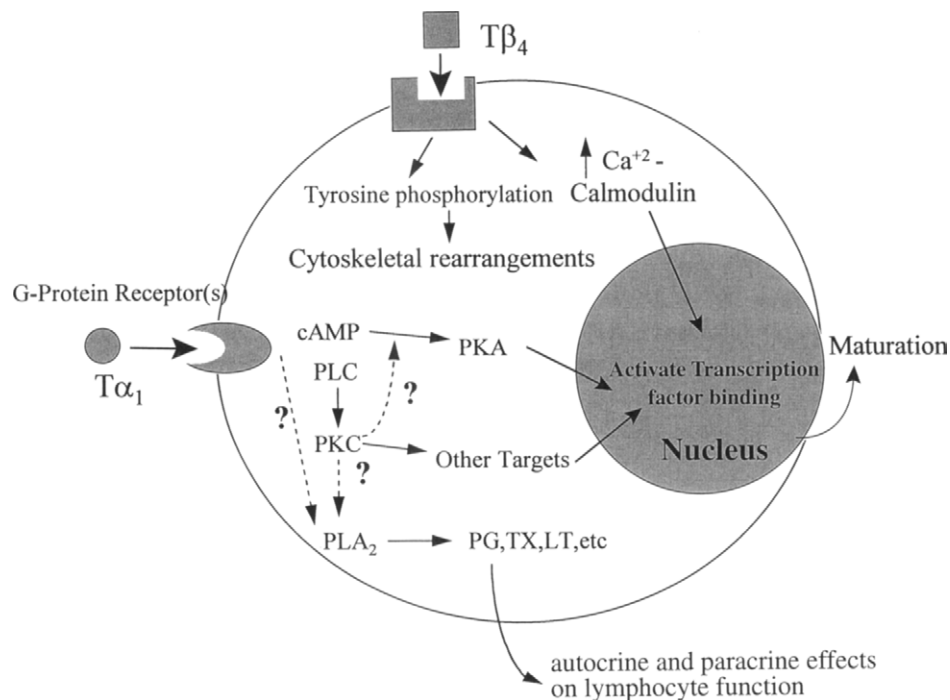 Tβ₄
Ca⁺² -
Tyrosine phosphorylation
Calmodulin
Cytoskeletal rearrangements
G-Protein Receptor(s)
Tα₁
cAMP
PKA
PLC
?
?
PKC
?
Other Targets
PLA₂
PG,TX,LT,etc
Activate Transcription
factor binding
Nucleus
Maturation
autocrine and paracrine effects
on lymphocyte function